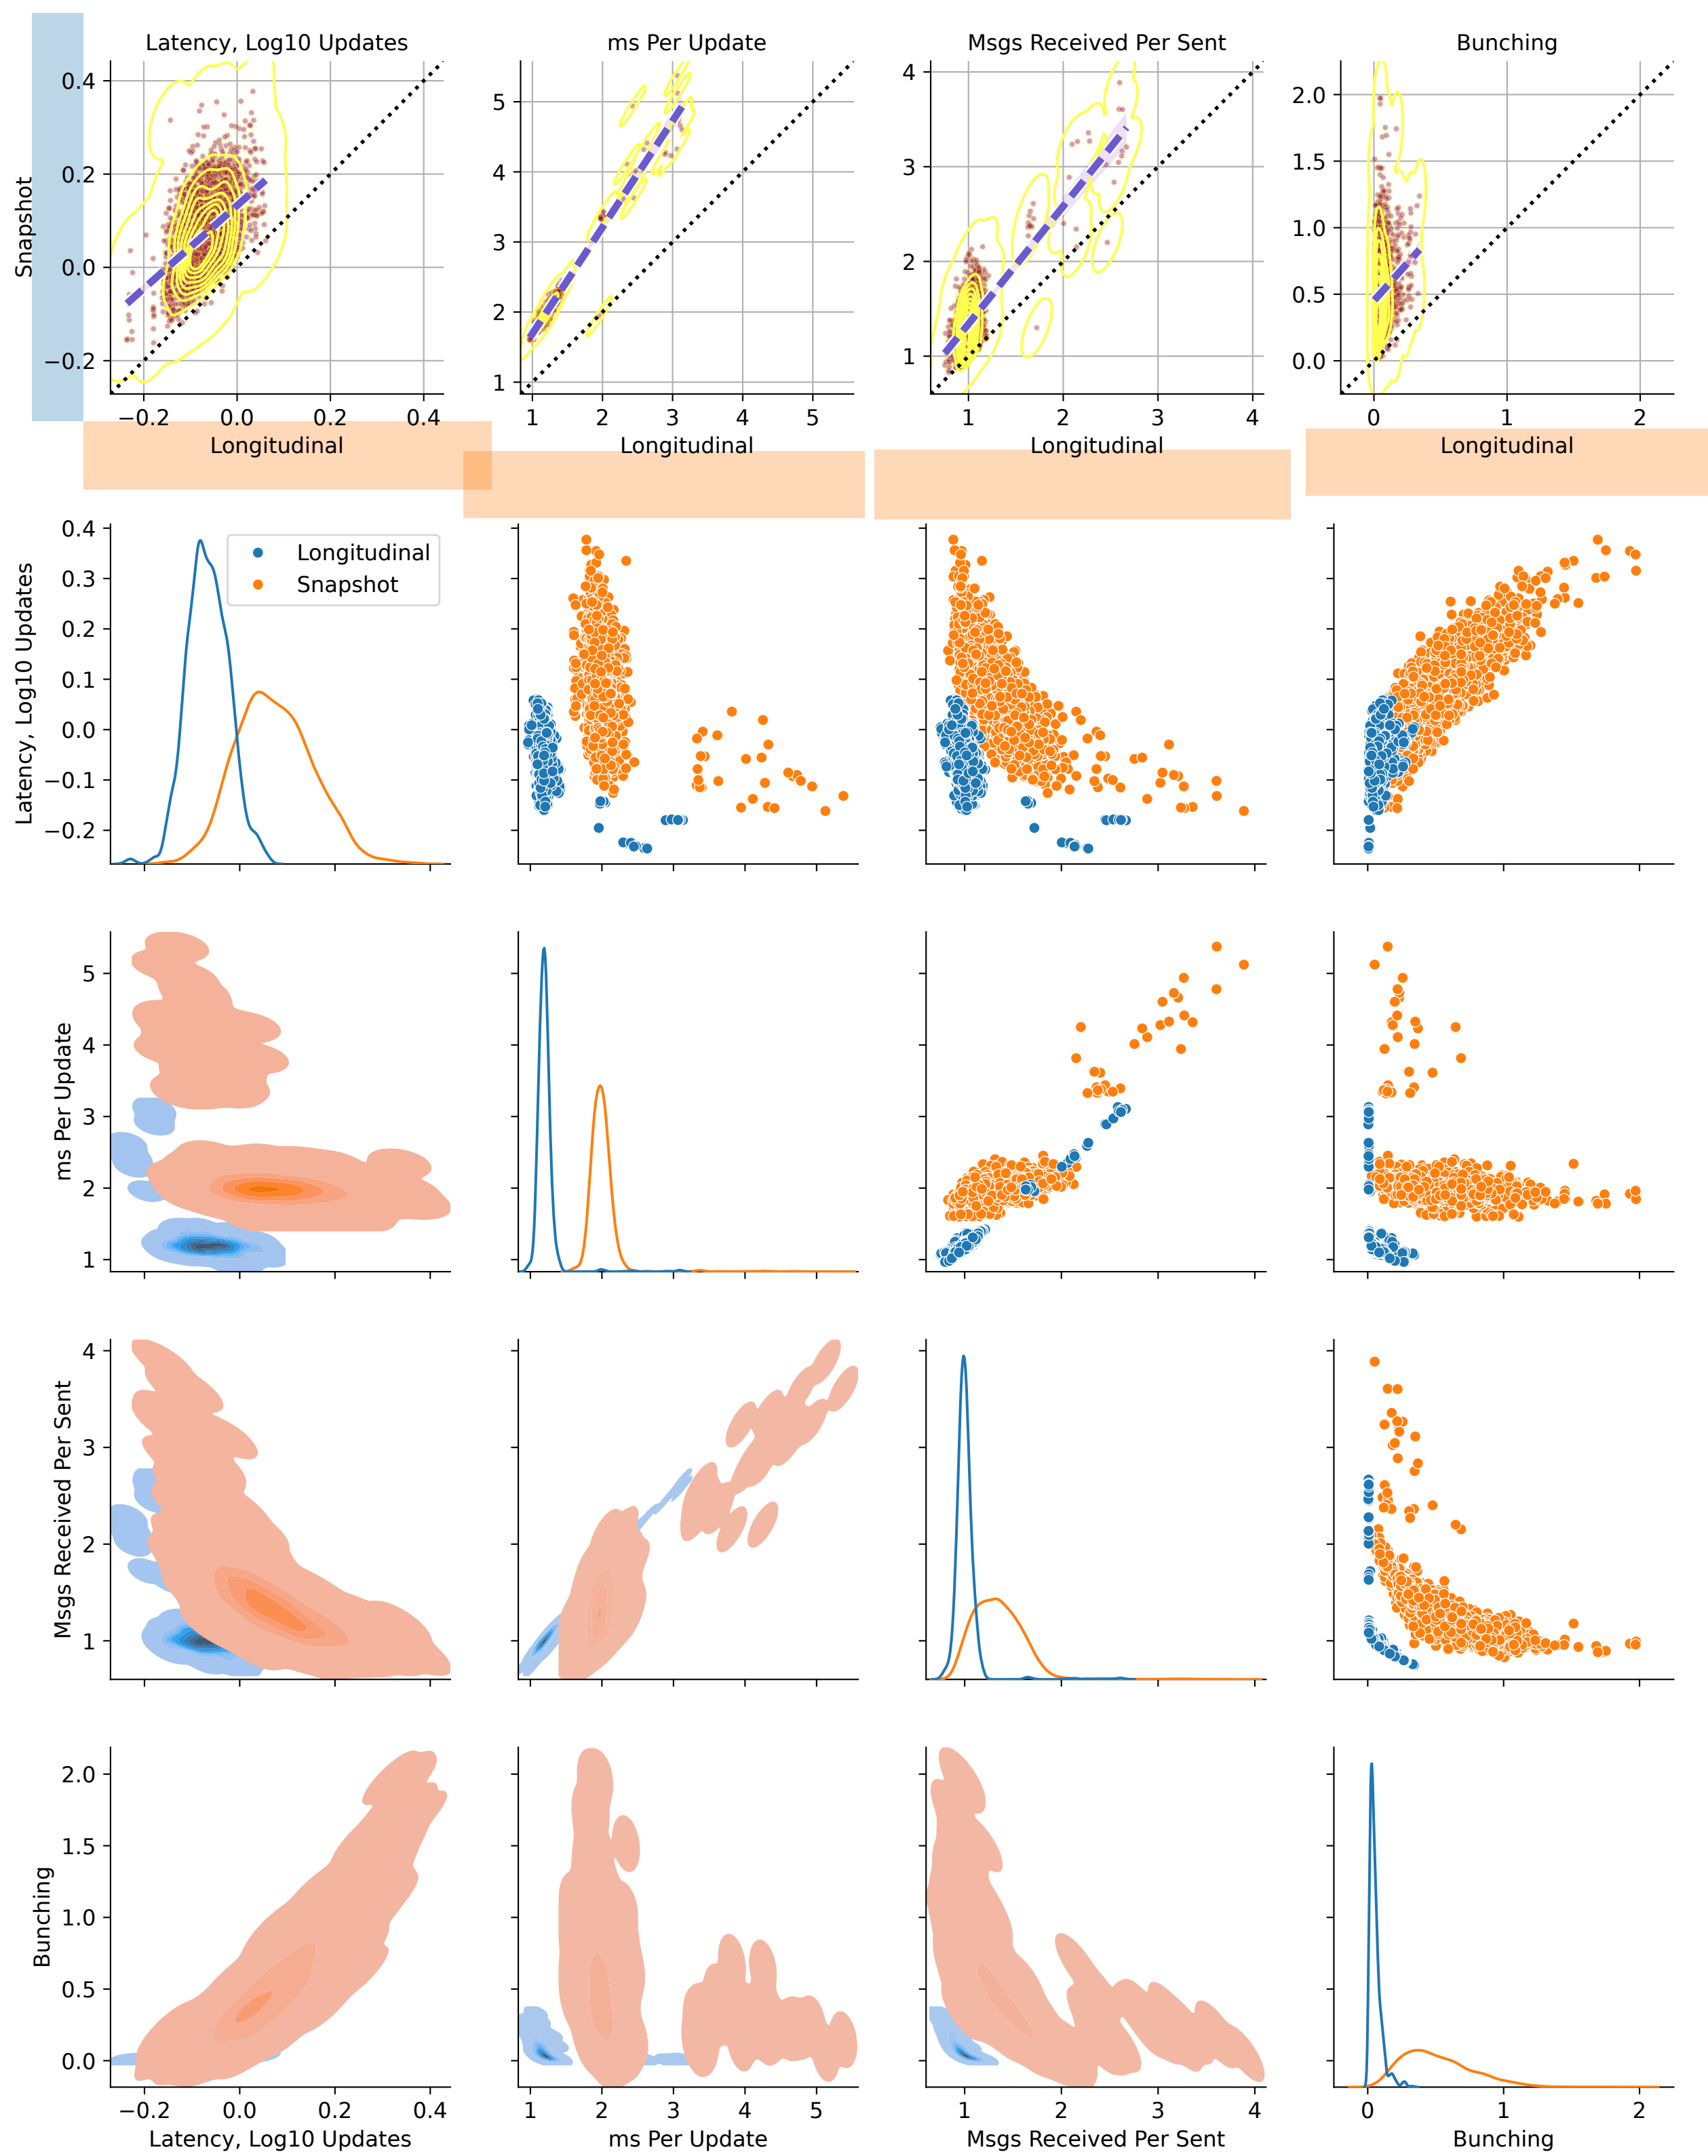 Latency, Log10 Updates
ms Per Update
Msgs Received Per Sent
Bunching
Snapshot
0.4
0.2
0.0
−0.2
5
4
3
2
1
4
3
2
1
2.0
1.5
1.0
0.5
0.0
−0.2 0.0 0.2 0.4
1 2 3 4 5
1 2 3 4
0 1 2
Longitudinal
Longitudinal
Longitudinal
Longitudinal
Latency, Log10 Updates
0.4
0.3
0.2
0.1
0.0
−0.1
−0.2
Longitudinal
Snapshot
ms Per Update
5
4
3
2
1
Msgs Received Per Sent
4
3
2
1
Bunching
2.0
1.5
1.0
0.5
0.0
−0.2 0.0 0.2 0.4
1 2 3 4 5
1 2 3 4
0 1 2
Latency, Log10 Updates
ms Per Update
Msgs Received Per Sent
Bunching